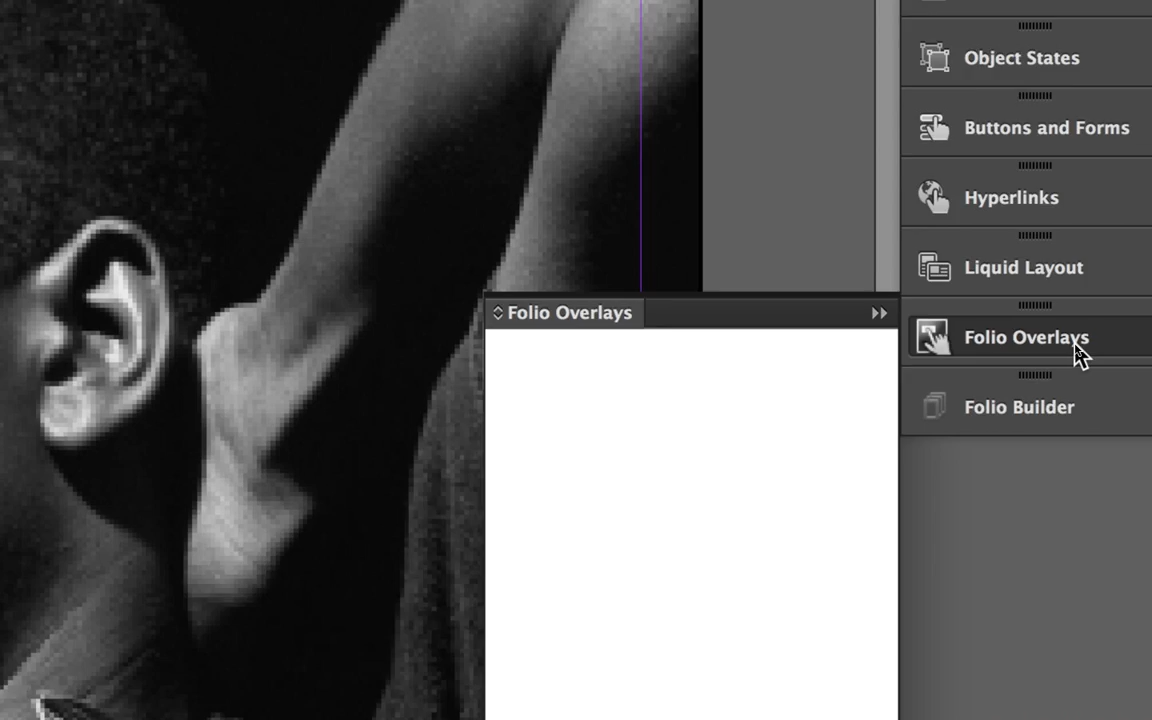 Object States
Buttons and Forms
Hyperlinks
Liquid Layout
Folio Overlays
Folio Overlays
Folio Builder